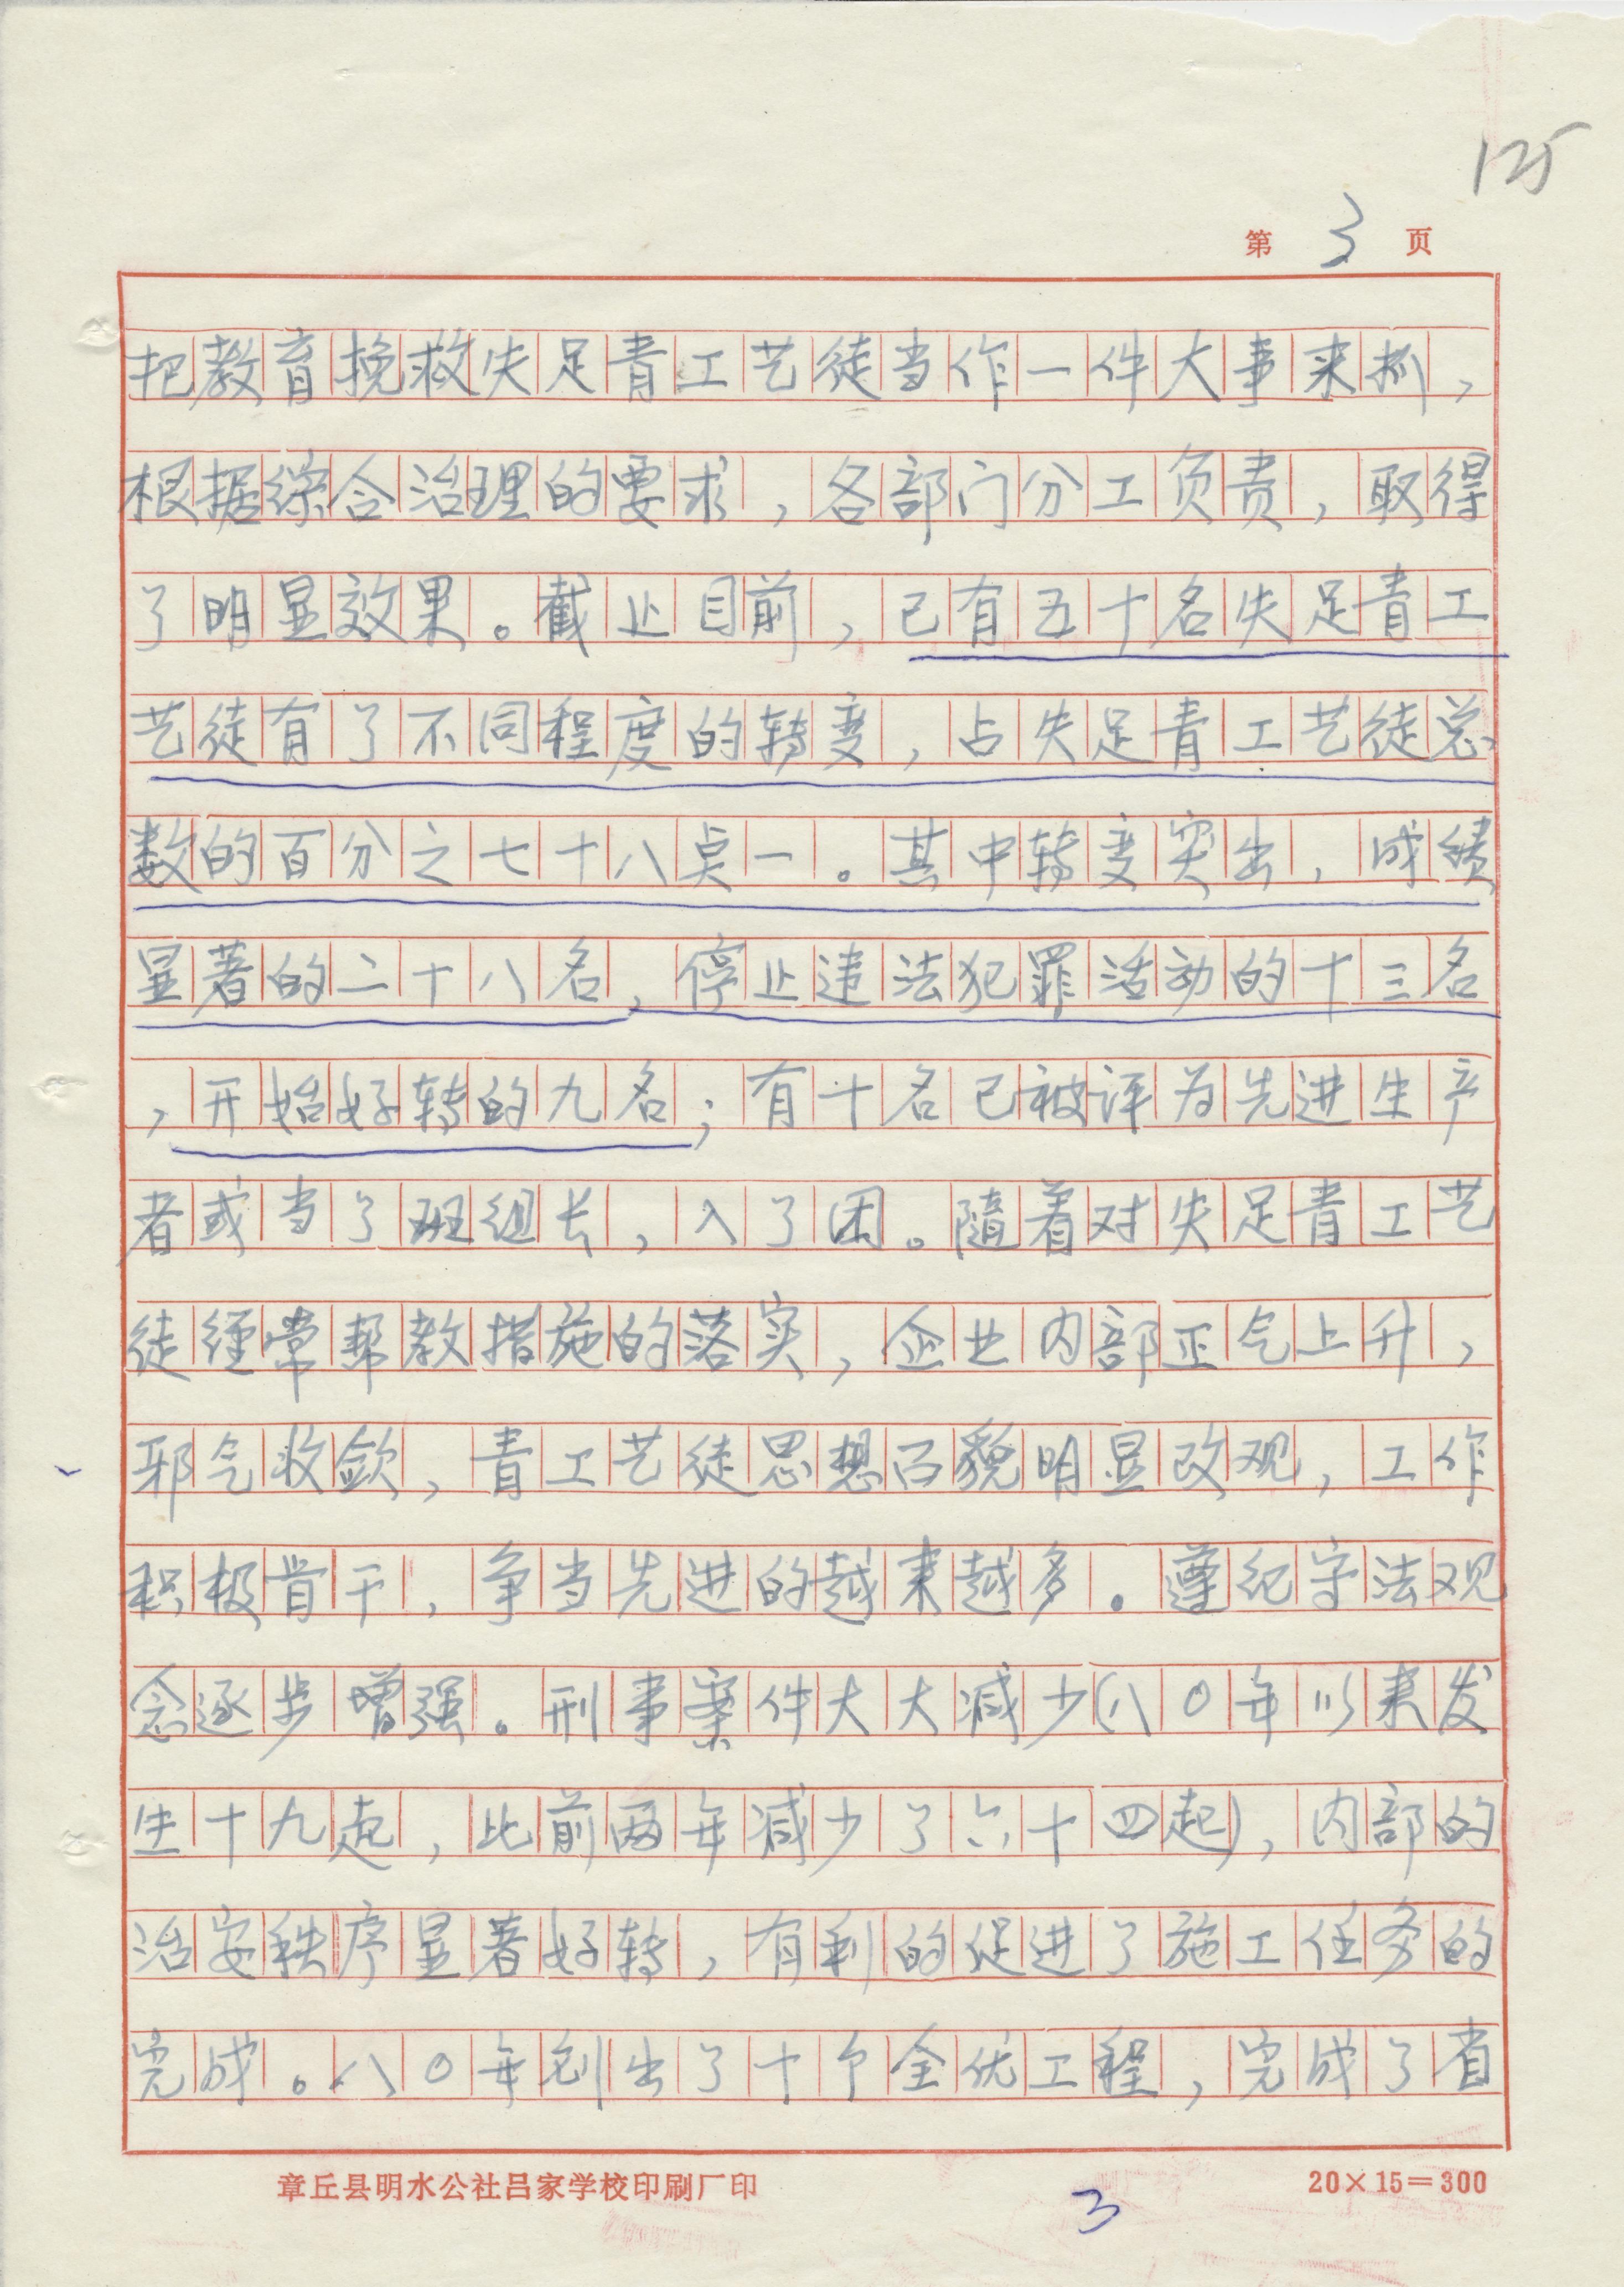 125
第 3 页
把教育挽救失足青工艺徒当作一件大事来抓，
根据综合治理的要求，各部门分工负责，取得
了明显效果。截止目前，已有五十名失足青工
艺徒有了不同程度的转变，占失足青工艺徒总
数的百分之七十八点一。其中转变突出，成绩
显著的二十八名，停止违法犯罪活动的十三名
，开始好转的九名；有十名已被评为先进生产
者或当了班组长，入了团。随着对失足青工艺
徒经常帮教措施的落实，企业内部正气上升，
邪气收敛，青工艺徒思想面貌明显改观，工作
积极肯干，争当先进的越来越多。遵纪守法观
念逐步增强。刑事案件大大减少(八〇年以来发
生十九起，比前两年减少了六十四起)，内部的
治安秩序显著好转，有利的促进了施工任务的
完成。八〇年创出了十个全优工程，完成了省
章丘县明水公社吕家学校印刷厂印 20×15=300
3